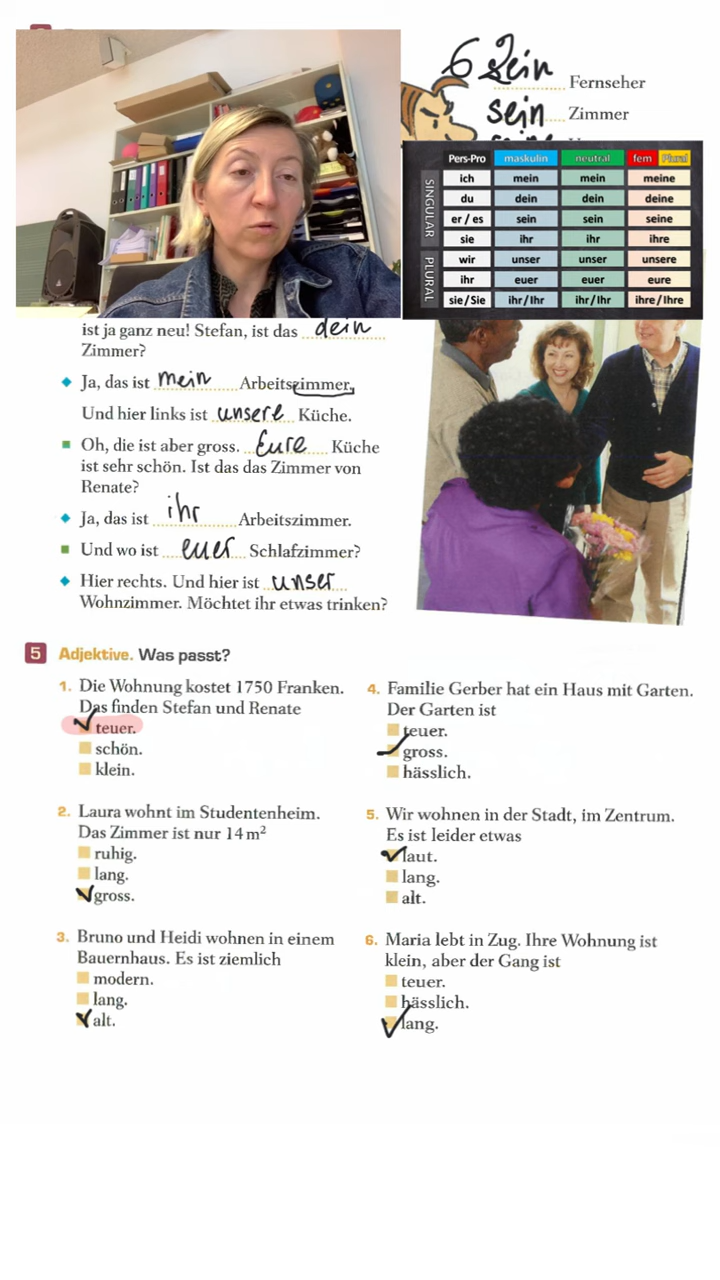 6 Sein Fernseher
sein Zimmer
Pers-Pro maskulin neutral fem Plural
SINGULAR
ich mein mein meine
du dein dein deine
er / es sein sein seine
sie ihr ihr ihre
PLURAL
wir unser unser unsere
ihr euer euer eure
sie/Sie ihr/Ihr ihr/Ihr ihre/Ihre
ist ja ganz neu! Stefan, ist das dein
Zimmer?
Ja, das ist mein Arbeitszimmer,
Und hier links ist unsere Küche.
Oh, die ist aber gross. Eure Küche
ist sehr schön. Ist das das Zimmer von
Renate?
Ja, das ist ihr Arbeitszimmer.
Und wo ist euer Schlafzimmer?
Hier rechts. Und hier ist unser
Wohnzimmer. Möchtet ihr etwas trinken?
5 Adjektive. Was passt?
1. Die Wohnung kostet 1750 Franken.
Das finden Stefan und Renate
teuer.
schön.
klein.
2. Laura wohnt im Studentenheim.
Das Zimmer ist nur 14 m²
ruhig.
lang.
gross.
3. Bruno und Heidi wohnen in einem
Bauernhaus. Es ist ziemlich
modern.
lang.
alt.
4. Familie Gerber hat ein Haus mit Garten.
Der Garten ist
teuer.
gross.
hässlich.
5. Wir wohnen in der Stadt, im Zentrum.
Es ist leider etwas
laut.
lang.
alt.
6. Maria lebt in Zug. Ihre Wohnung ist
klein, aber der Gang ist
teuer.
hässlich.
lang.